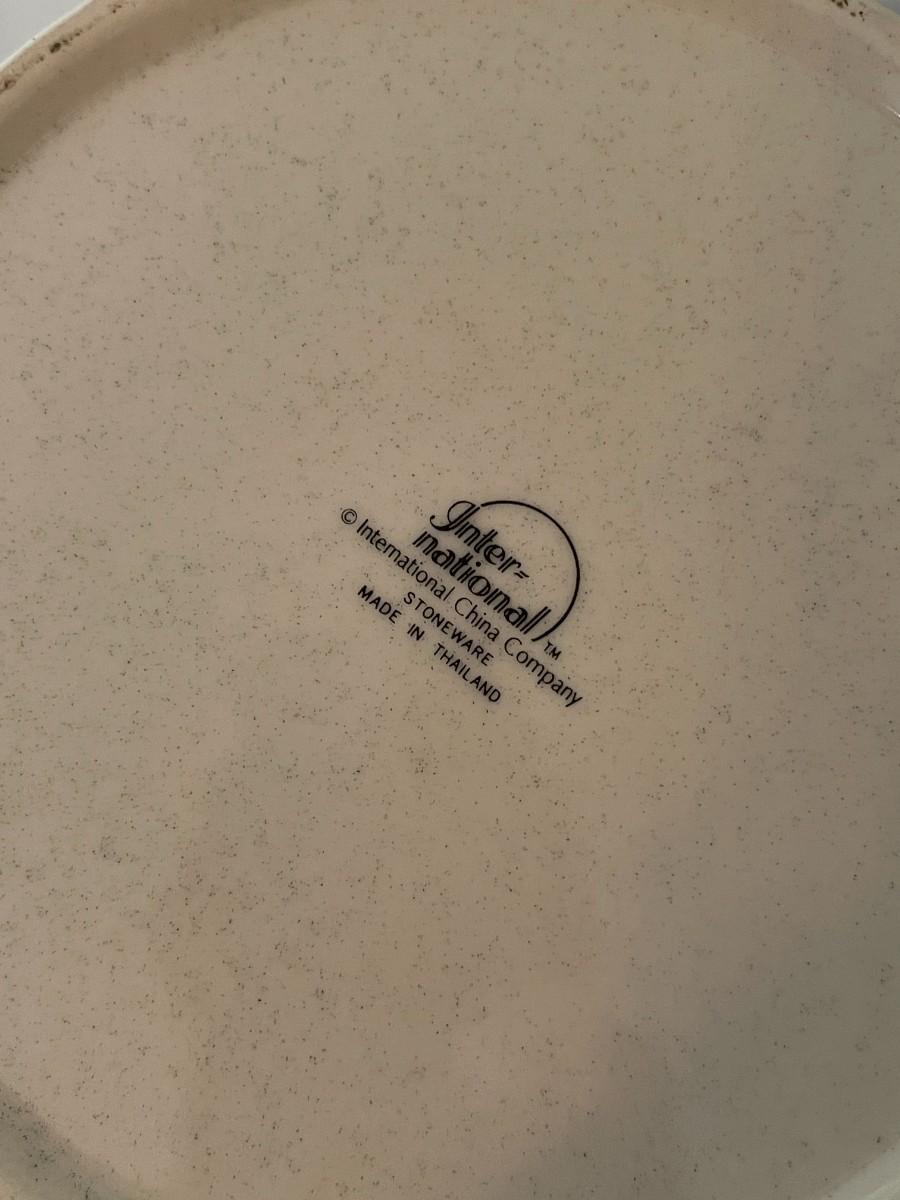 Inter-
national
TM
© International China Company
STONEWARE
MADE IN THAILAND